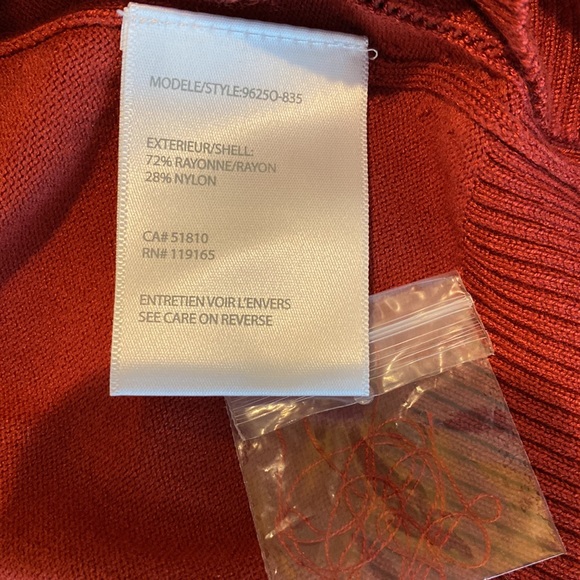 MODELE/STYLE:9625O-835
EXTERIEUR/SHELL:
72% RAYONNE/RAYON
28% NYLON
CA# 51810
RN# 119165
ENTRETIEN VOIR L'ENVERS
SEE CARE ON REVERSE